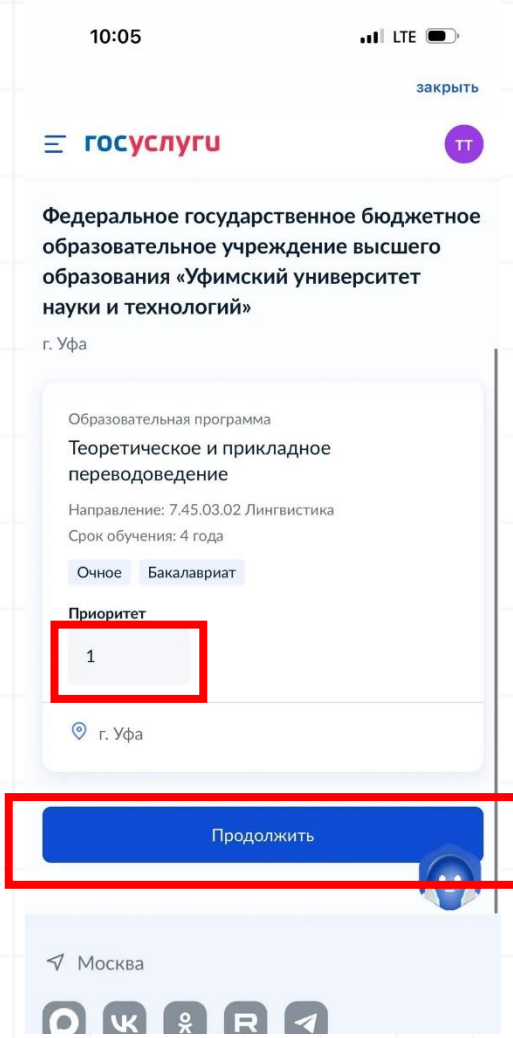 10:05
LTE
закрыть
госуслуги
ТТ
Федеральное государственное бюджетное
образовательное учреждение высшего
образования «Уфимский университет
науки и технологий»
г. Уфа
Образовательная программа
Теоретическое и прикладное
переводоведение
Направление: 7.45.03.02 Лингвистика
Срок обучения: 4 года
Очное Бакалавриат
Приоритет
1
г. Уфа
Продолжить
Москва